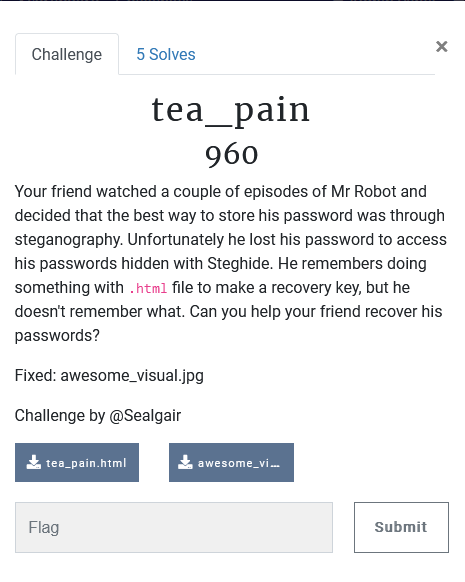 Challenge
5 Solves
×
tea_pain
960
Your friend watched a couple of episodes of Mr Robot and
decided that the best way to store his password was through
steganography. Unfortunately he lost his password to access
his passwords hidden with Steghide. He remembers doing
something with .html file to make a recovery key, but he
doesn't remember what. Can you help your friend recover his
passwords?
Fixed: awesome_visual.jpg
Challenge by @Sealgair
tea_pain.html
awesome_vi...
Flag
Submit